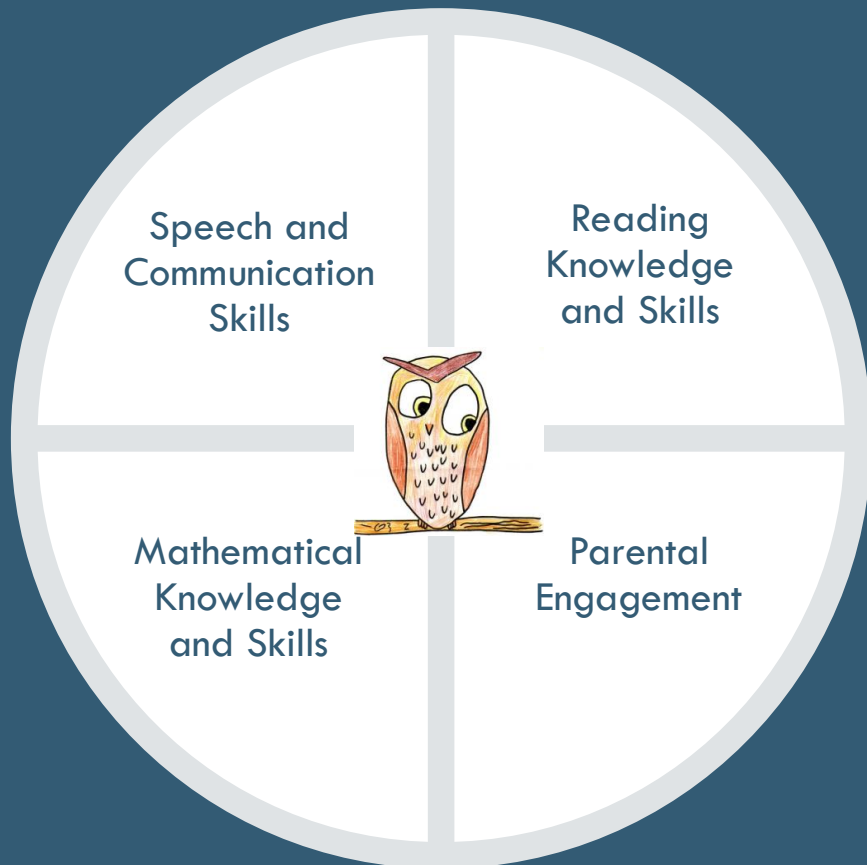 Speech and
Communication
Skills
Reading
Knowledge
and Skills
Mathematical
Knowledge
and Skills
Parental
Engagement